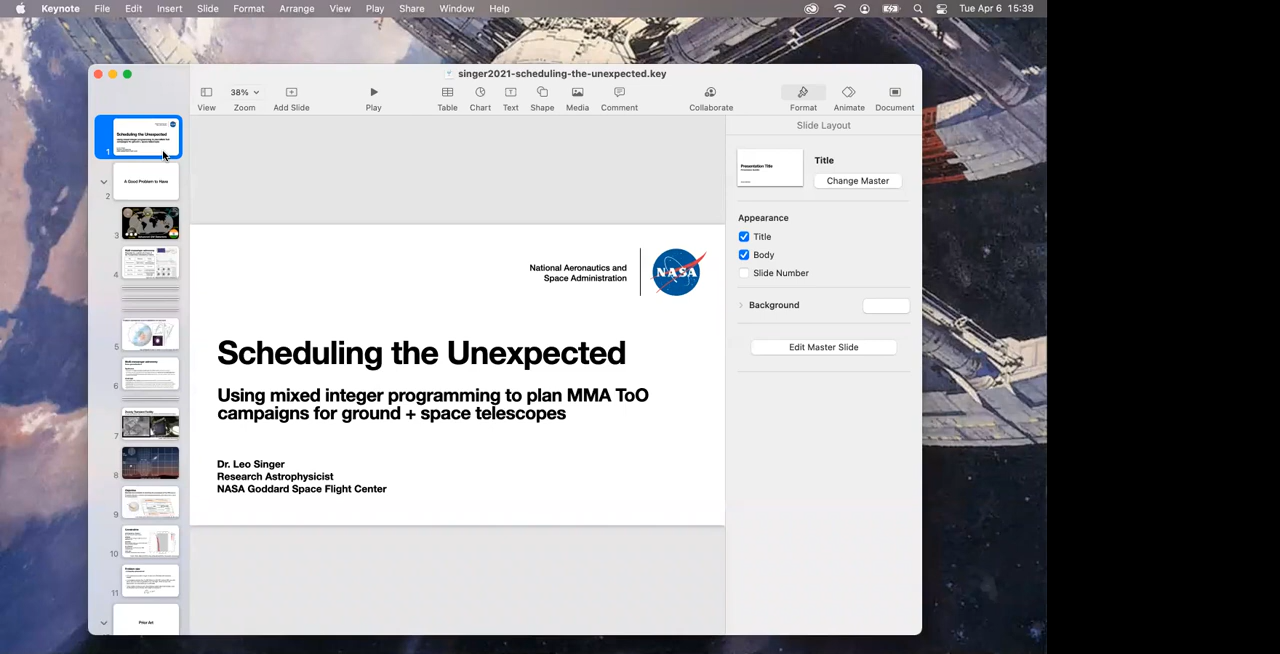 Keynote File Edit Insert Slide Format Arrange View Play Share Window Help Tue Apr 6 15:39
singer2021-scheduling-the-unexpected.key
38%
View Zoom Add Slide Play Table Chart Text Shape Media Comment Collaborate Format Animate Document
Scheduling the Unexpected
1
A Good Problem to Have
2
3
4
5
6
7
8
9
10
11
Prior Art
National Aeronautics and
Space Administration
NASA
Scheduling the Unexpected
Using mixed integer programming to plan MMA ToO
campaigns for ground + space telescopes
Dr. Leo Singer
Research Astrophysicist
NASA Goddard Space Flight Center
Slide Layout
Presentation Title
Title
Change Master
Appearance
Title
Body
Slide Number
Background
Edit Master Slide